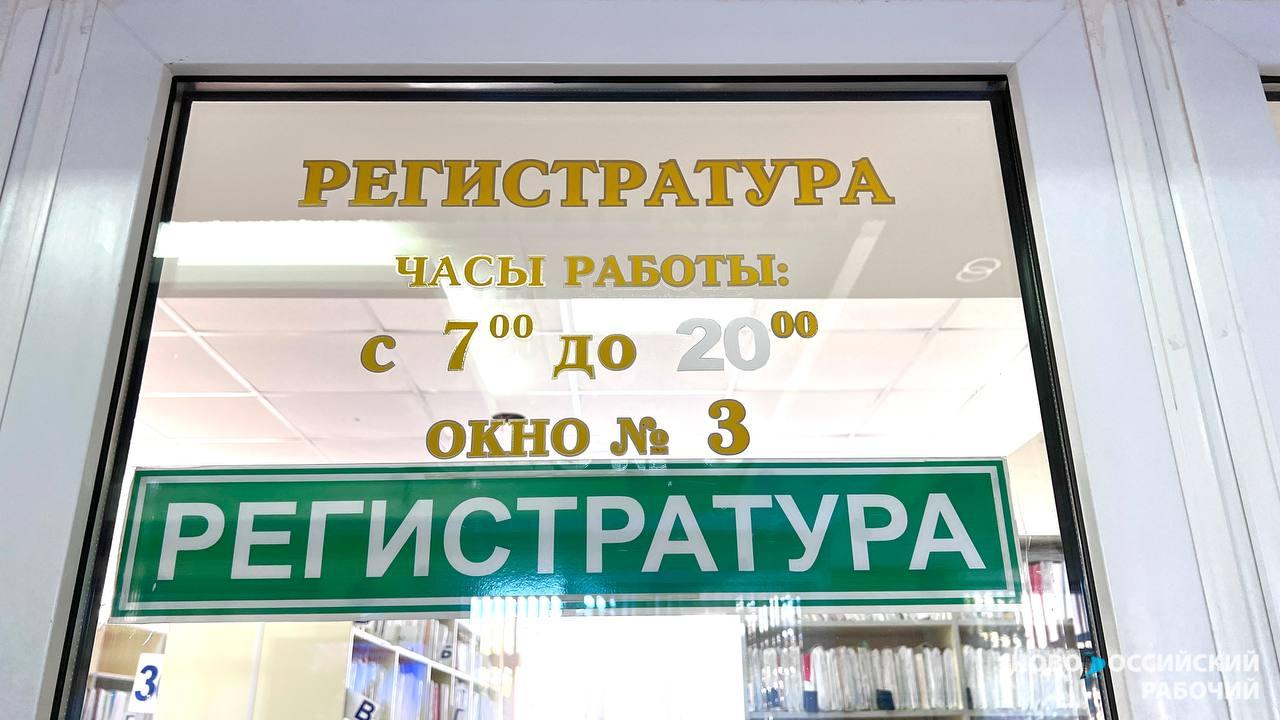 РЕГИСТРАТУРА
ЧАСЫ РАБОТЫ:
с 7⁰⁰ до 20⁰⁰
ОКНО № 3
РЕГИСТРАТУРА
З
Б
В
Г
НОВОРОССИЙСКИЙ
РАБОЧИЙ